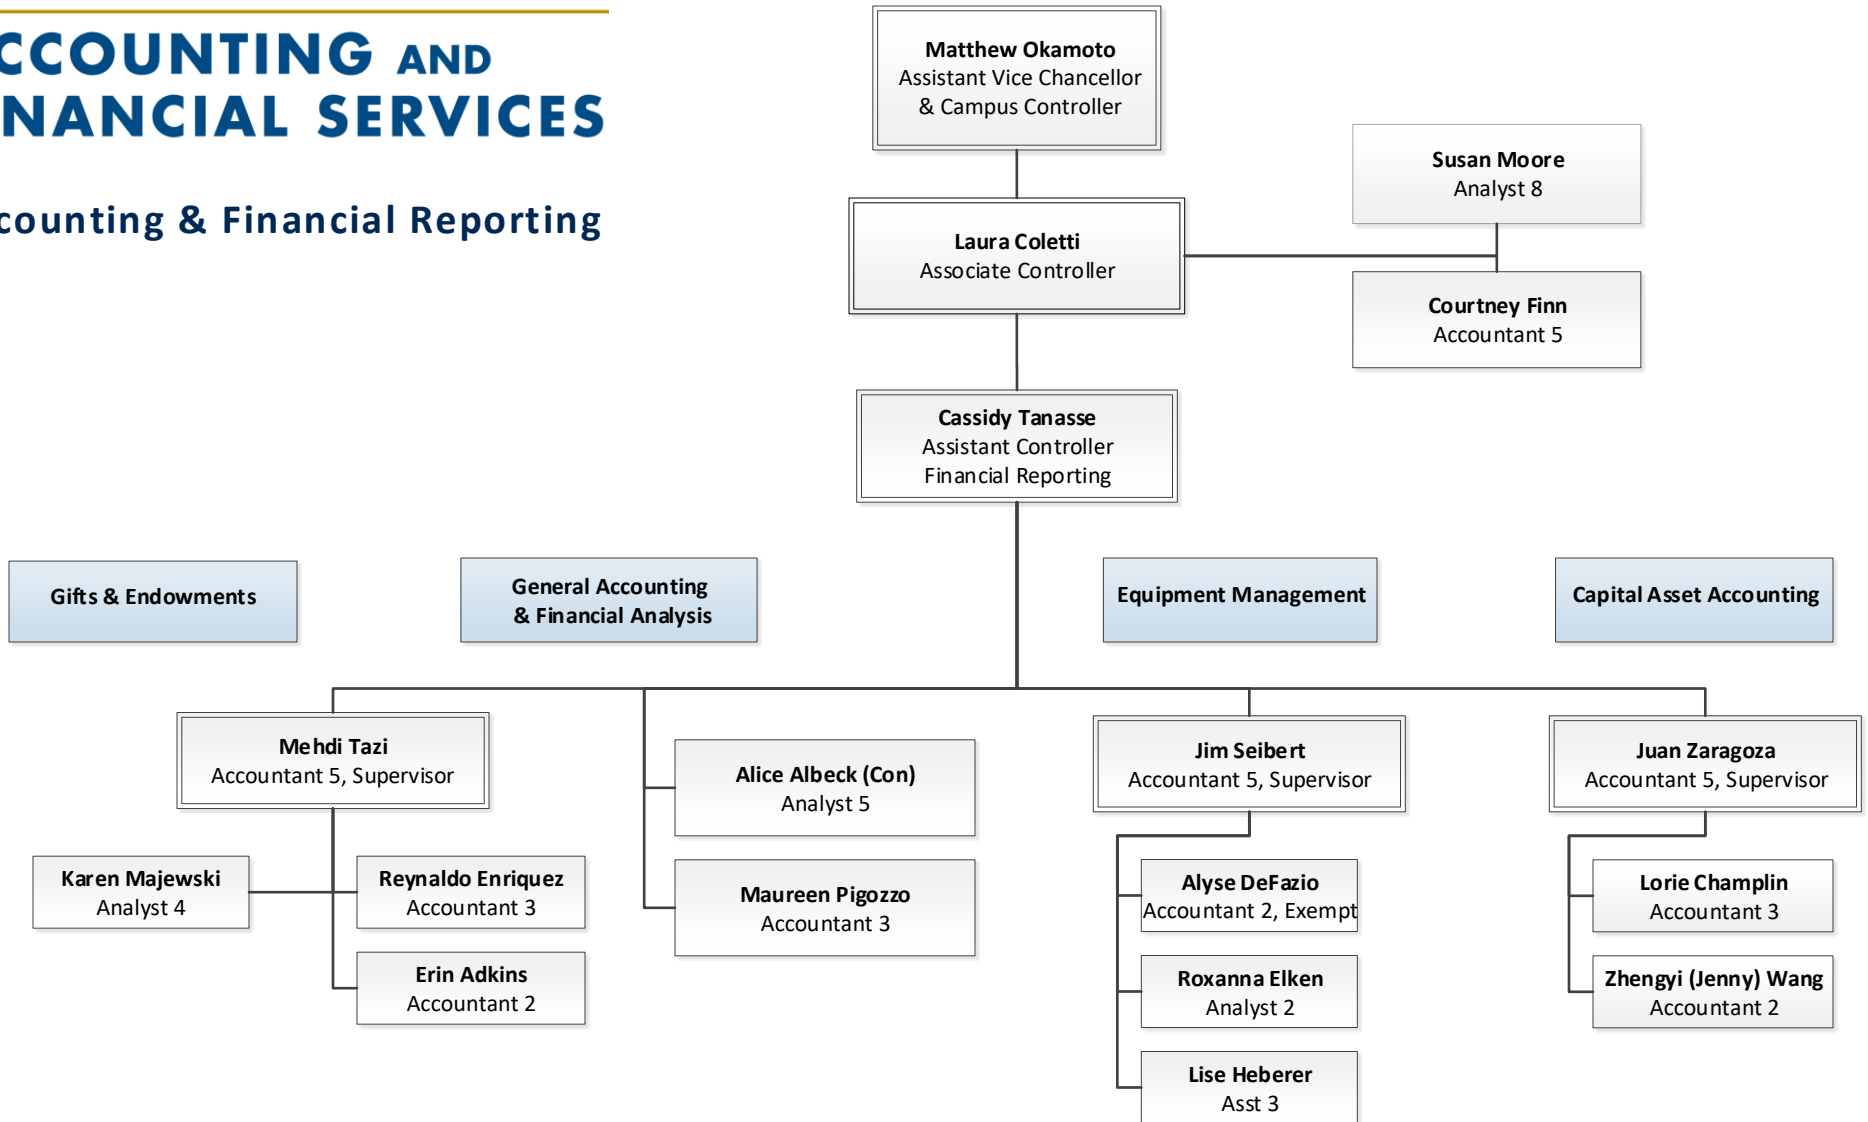 CCOUNTING AND
NANCIAL SERVICES
counting & Financial Reporting
Matthew Okamoto
Assistant Vice Chancellor
& Campus Controller
Susan Moore
Analyst 8
Laura Coletti
Associate Controller
Courtney Finn
Accountant 5
Cassidy Tanasse
Assistant Controller
Financial Reporting
Gifts & Endowments
General Accounting
& Financial Analysis
Equipment Management
Capital Asset Accounting
Mehdi Tazi
Accountant 5, Supervisor
Karen Majewski
Analyst 4
Reynaldo Enriquez
Accountant 3
Erin Adkins
Accountant 2
Alice Albeck (Con)
Analyst 5
Maureen Pigozzo
Accountant 3
Jim Seibert
Accountant 5, Supervisor
Alyse DeFazio
Accountant 2, Exempt
Roxanna Elken
Analyst 2
Lise Heberer
Asst 3
Juan Zaragoza
Accountant 5, Supervisor
Lorie Champlin
Accountant 3
Zhengyi (Jenny) Wang
Accountant 2